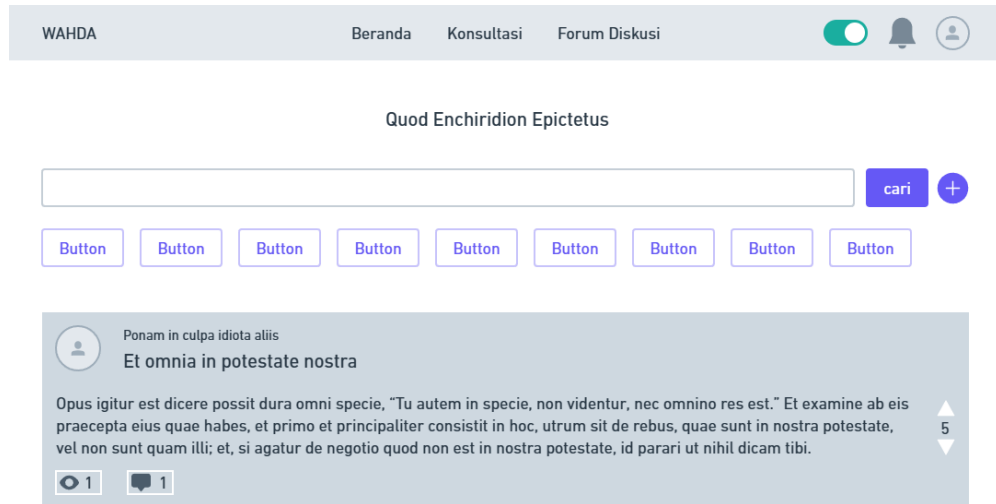 WAHDA Beranda Konsultasi Forum Diskusi
Quod Enchiridion Epictetus
cari
Button Button Button Button Button Button Button Button Button
Ponam in culpa idiota aliis
Et omnia in potestate nostra
Opus igitur est dicere possit dura omni specie, “Tu autem in specie, non videntur, nec omnino res est.” Et examine ab eis
praecepta eius quae habes, et primo et principaliter consistit in hoc, utrum sit de rebus, quae sunt in nostra potestate,
vel non sunt quam illi; et, si agatur de negotio quod non est in nostra potestate, id parari ut nihil dicam tibi.
5
1 1